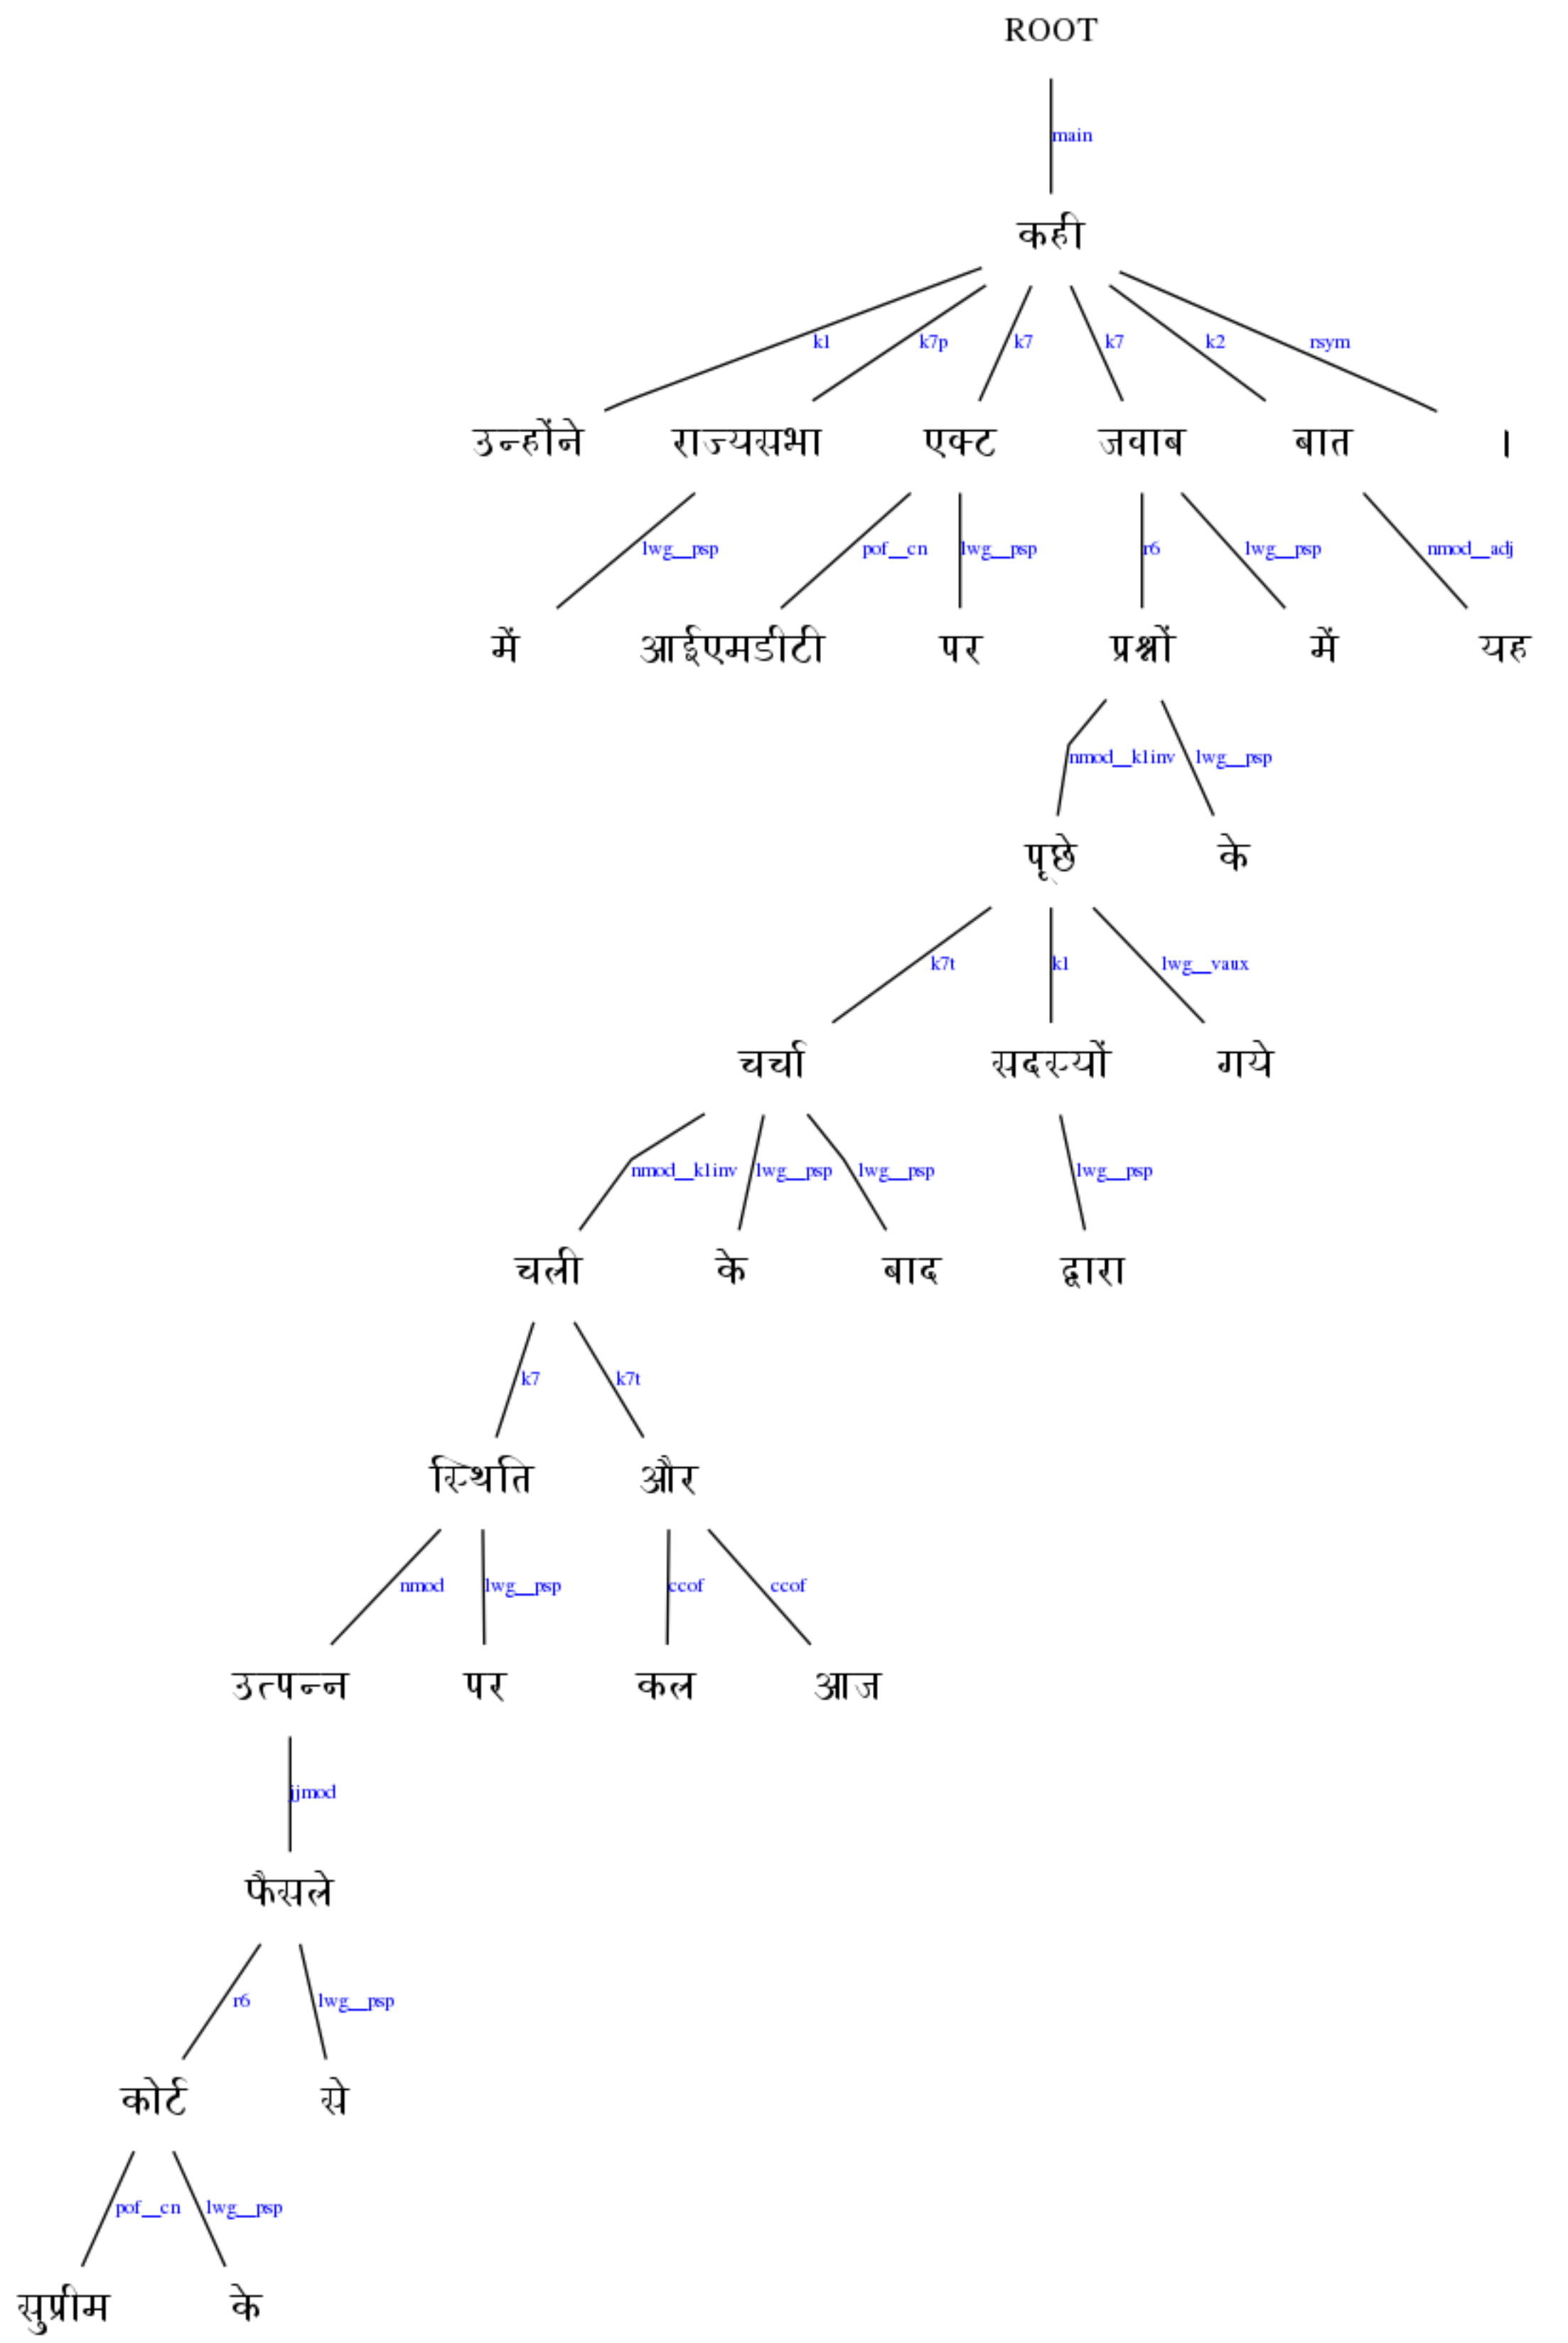 ROOT
main
कही
k1 k7p k7 k7 k2 rsym
उन्होंने राज्यसभा एक्ट जवाब बात ।
lwg__psp pof__cn lwg__psp r6 lwg__psp nmod__adj
में आईएमडीटी पर प्रश्नों में यह
nmod__k1inv lwg__psp
पूछे के
k7t k1 lwg__vaux
चर्चा सदस्यों गये
nmod__k1inv lwg__psp lwg__psp lwg__psp
चली के बाद द्वारा
k7 k7t
स्थिति और
nmod lwg__psp ccof ccof
उत्पन्न पर कल आज
jjmod
फैसले
r6 lwg__psp
कोर्ट से
pof__cn lwg__psp
सुप्रीम के